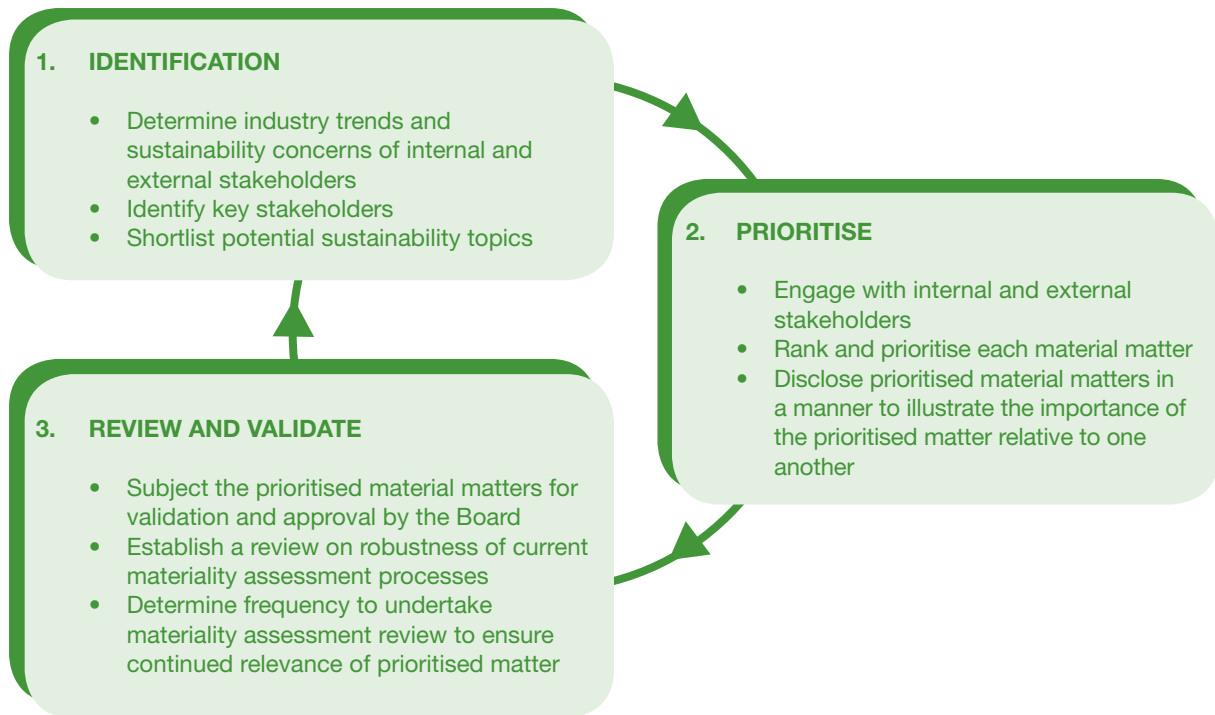 1. IDENTIFICATION
• Determine industry trends and
sustainability concerns of internal and
external stakeholders
• Identify key stakeholders
• Shortlist potential sustainability topics
2. PRIORITISE
• Engage with internal and external
stakeholders
• Rank and prioritise each material matter
• Disclose prioritised material matters in
a manner to illustrate the importance of
the prioritised matter relative to one
another
3. REVIEW AND VALIDATE
• Subject the prioritised material matters for
validation and approval by the Board
• Establish a review on robustness of current
materiality assessment processes
• Determine frequency to undertake
materiality assessment review to ensure
continued relevance of prioritised matter